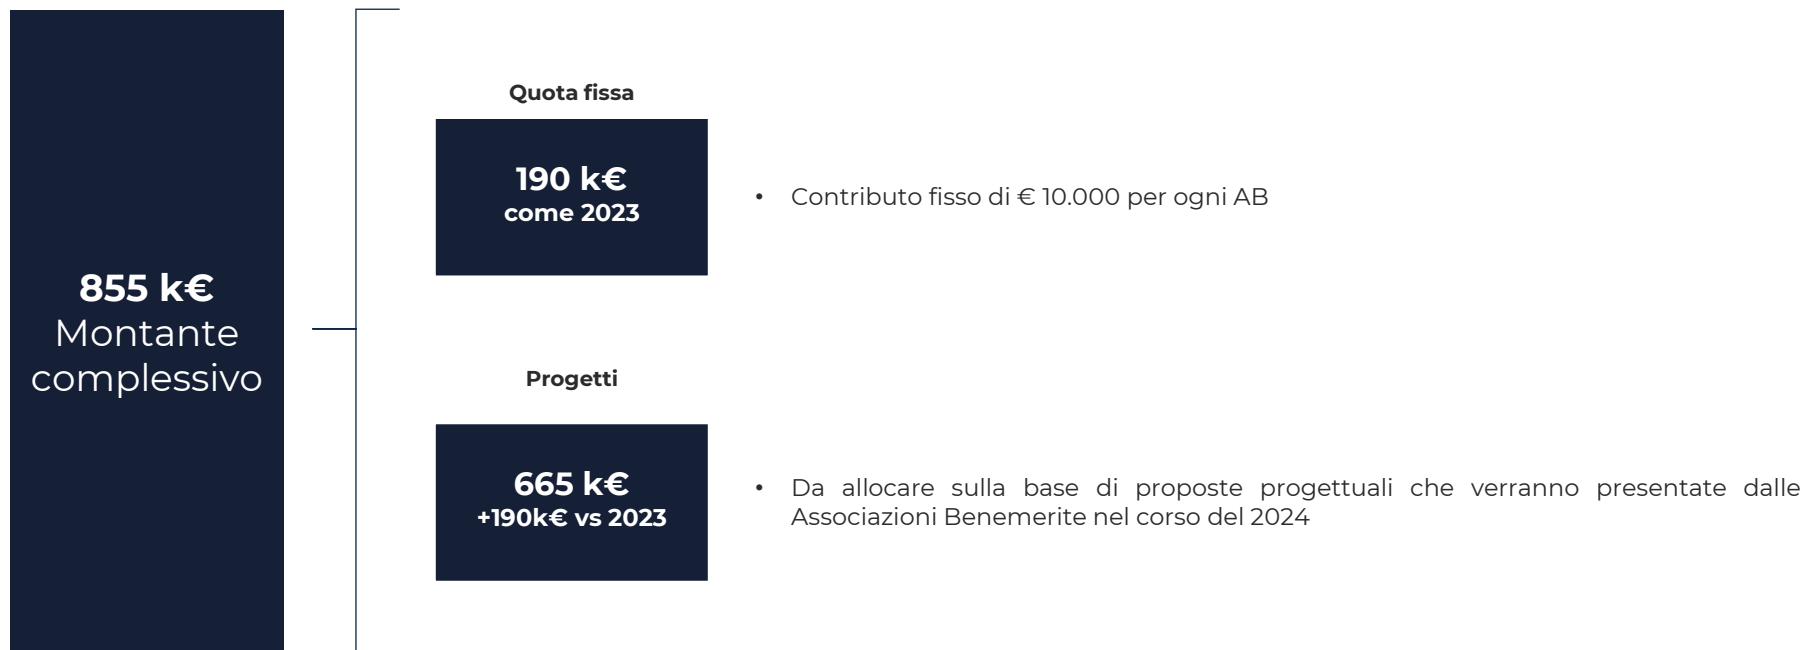 855 k€
Montante
complessivo
Quota fissa
190 k€
come 2023
• Contributo fisso di € 10.000 per ogni AB
Progetti
665 k€
+190k€ vs 2023
• Da allocare sulla base di proposte progettuali che verranno presentate dalle
Associazioni Benemerite nel corso del 2024